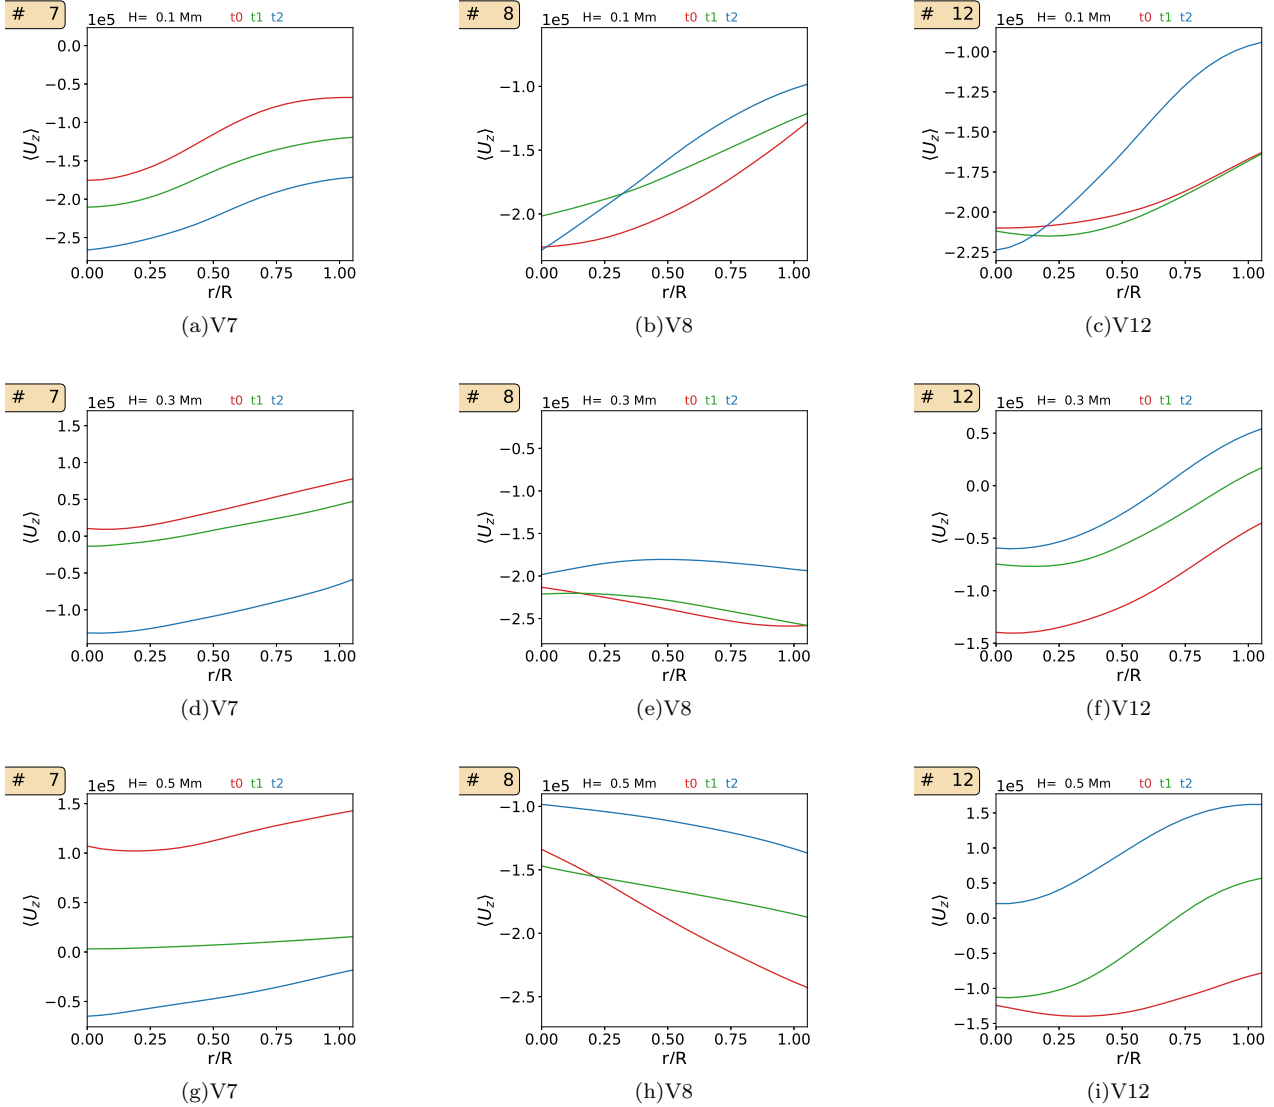 # 7 1e5 H= 0.1 Mm t0 t1 t2
0.0
−0.5
−1.0
−1.5
−2.0
−2.5
⟨U_z⟩
0.00 0.25 0.50 0.75 1.00
r/R
(a)V7
# 8 1e5 H= 0.1 Mm t0 t1 t2
−1.0
−1.5
−2.0
⟨U_z⟩
0.00 0.25 0.50 0.75 1.00
r/R
(b)V8
# 12 1e5 H= 0.1 Mm t0 t1 t2
−1.00
−1.25
−1.50
−1.75
−2.00
−2.25
⟨U_z⟩
0.00 0.25 0.50 0.75 1.00
r/R
(c)V12
# 7 1e5 H= 0.3 Mm t0 t1 t2
1.5
1.0
0.5
0.0
−0.5
−1.0
⟨U_z⟩
0.00 0.25 0.50 0.75 1.00
r/R
(d)V7
# 8 1e5 H= 0.3 Mm t0 t1 t2
−0.5
−1.0
−1.5
−2.0
−2.5
⟨U_z⟩
0.00 0.25 0.50 0.75 1.00
r/R
(e)V8
# 12 1e5 H= 0.3 Mm t0 t1 t2
0.5
0.0
−0.5
−1.0
−1.5
⟨U_z⟩
0.00 0.25 0.50 0.75 1.00
r/R
(f)V12
# 7 1e5 H= 0.5 Mm t0 t1 t2
1.5
1.0
0.5
0.0
−0.5
⟨U_z⟩
0.00 0.25 0.50 0.75 1.00
r/R
(g)V7
# 8 1e5 H= 0.5 Mm t0 t1 t2
−1.0
−1.5
−2.0
−2.5
⟨U_z⟩
0.00 0.25 0.50 0.75 1.00
r/R
(h)V8
# 12 1e5 H= 0.5 Mm t0 t1 t2
1.5
1.0
0.5
0.0
−0.5
−1.0
−1.5
⟨U_z⟩
0.00 0.25 0.50 0.75 1.00
r/R
(i)V12